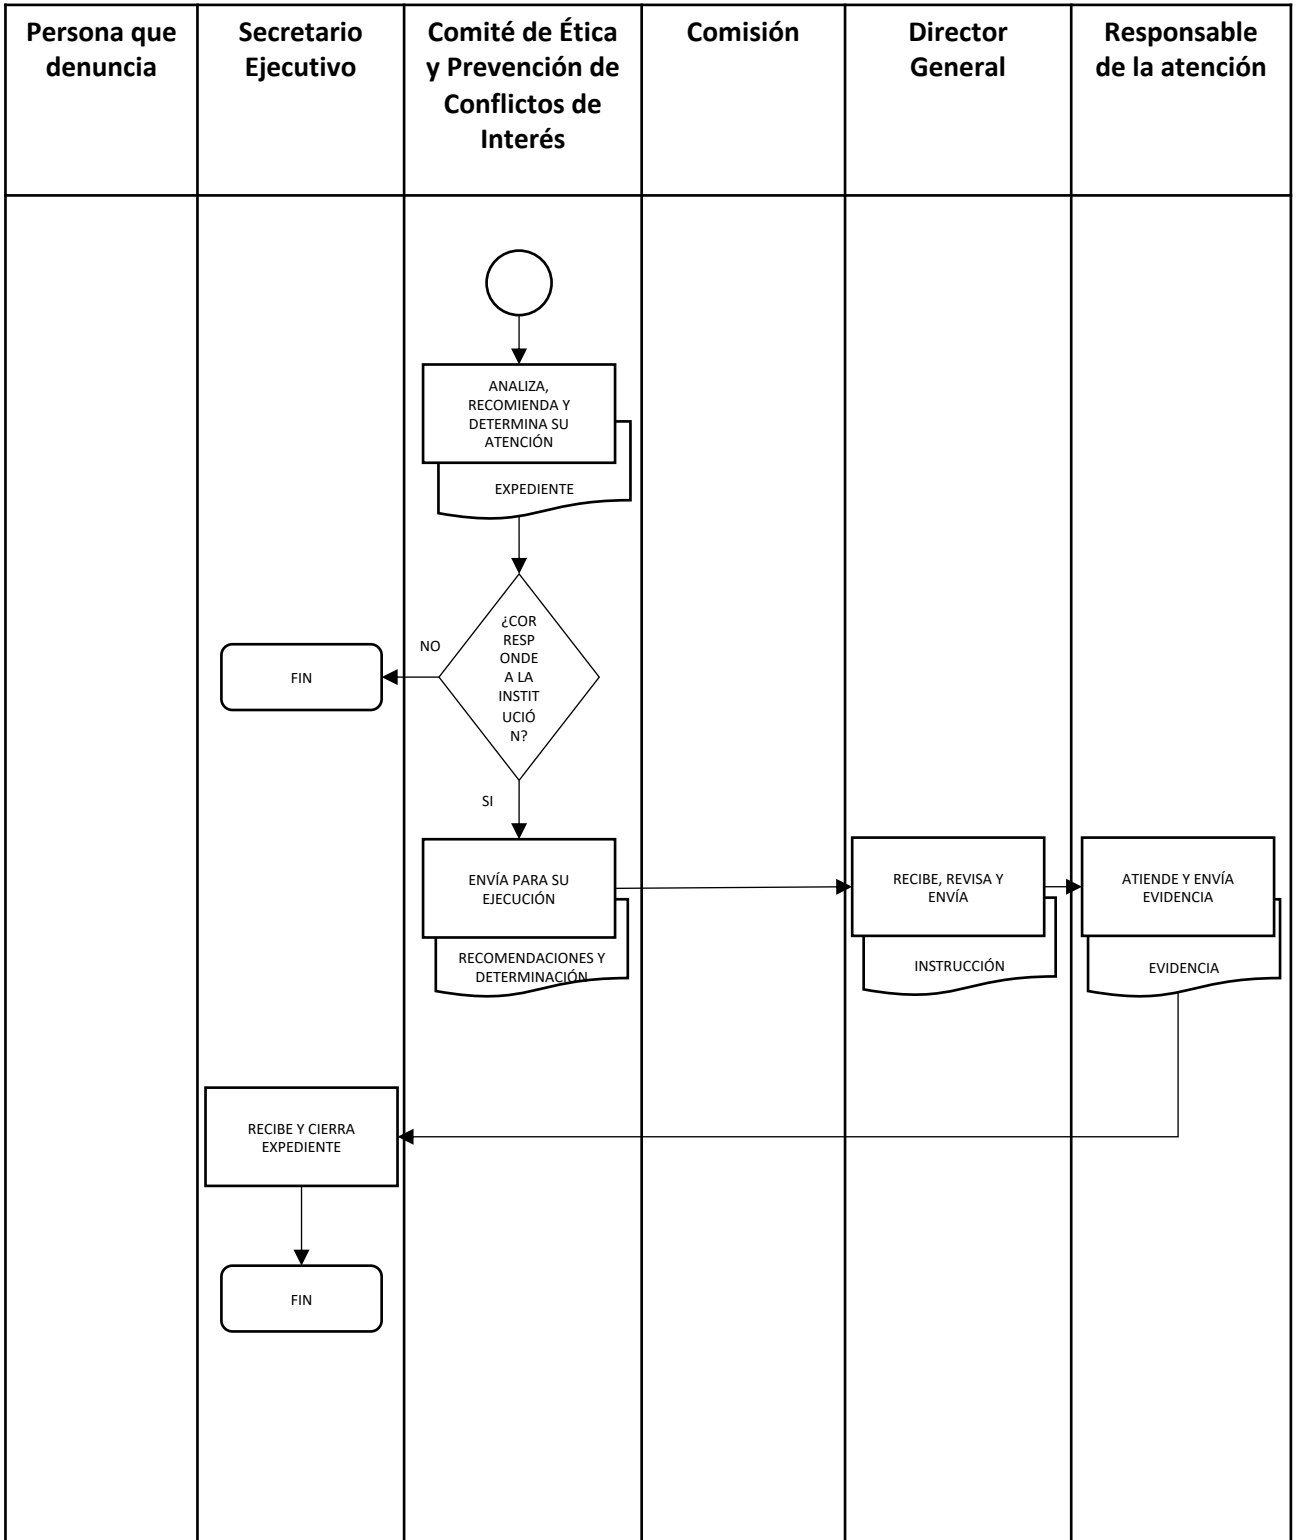 Persona que
denuncia
Secretario
Ejecutivo
Comité de Ética
y Prevención de
Conflictos de
Interés
Comisión
Director
General
Responsable
de la atención
ANALIZA,
RECOMIENDA Y
DETERMINA SU
ATENCIÓN
EXPEDIENTE
¿COR
RESP
ONDE
A LA
INSTIT
UCIÓ
N?
NO
FIN
SI
ENVÍA PARA SU
EJECUCIÓN
RECOMENDACIONES Y
DETERMINACIÓN
RECIBE, REVISA Y
ENVÍA
INSTRUCCIÓN
ATIENDE Y ENVÍA
EVIDENCIA
EVIDENCIA
RECIBE Y CIERRA
EXPEDIENTE
FIN